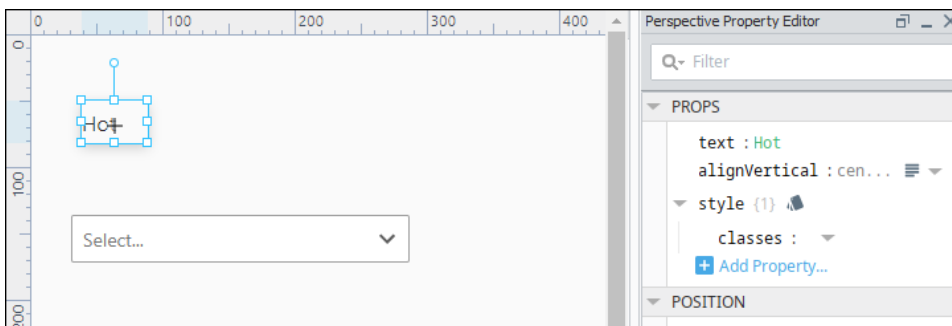 0 100 200 300 400
Perspective Property Editor
0
Filter
PROPS
Hot
text : Hot
alignVertical : cen...
100
style {1}
Select...
classes :
Add Property...
200
POSITION